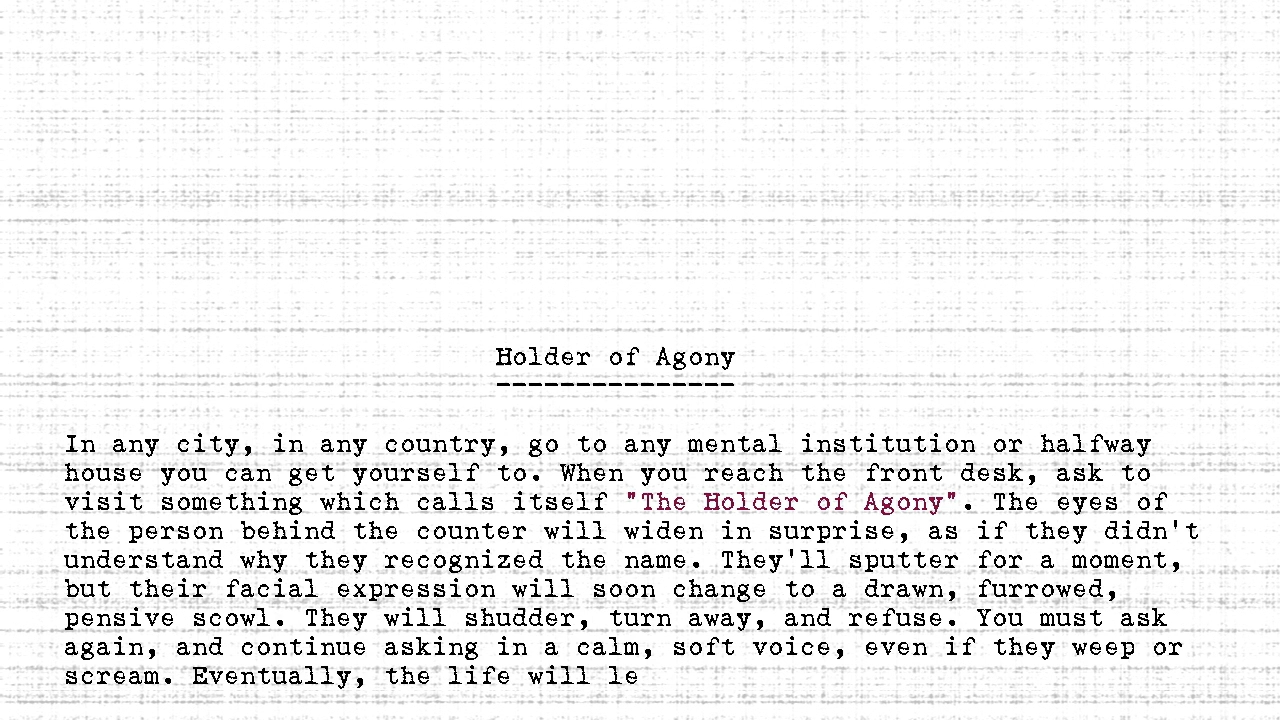 Holder of Agony
---------------
In any city, in any country, go to any mental institution or halfway
house you can get yourself to. When you reach the front desk, ask to
visit something which calls itself "The Holder of Agony". The eyes of
the person behind the counter will widen in surprise, as if they didn't
understand why they recognized the name. They'll sputter for a moment,
but their facial expression will soon change to a drawn, furrowed,
pensive scowl. They will shudder, turn away, and refuse. You must ask
again, and continue asking in a calm, soft voice, even if they weep or
scream. Eventually, the life will le